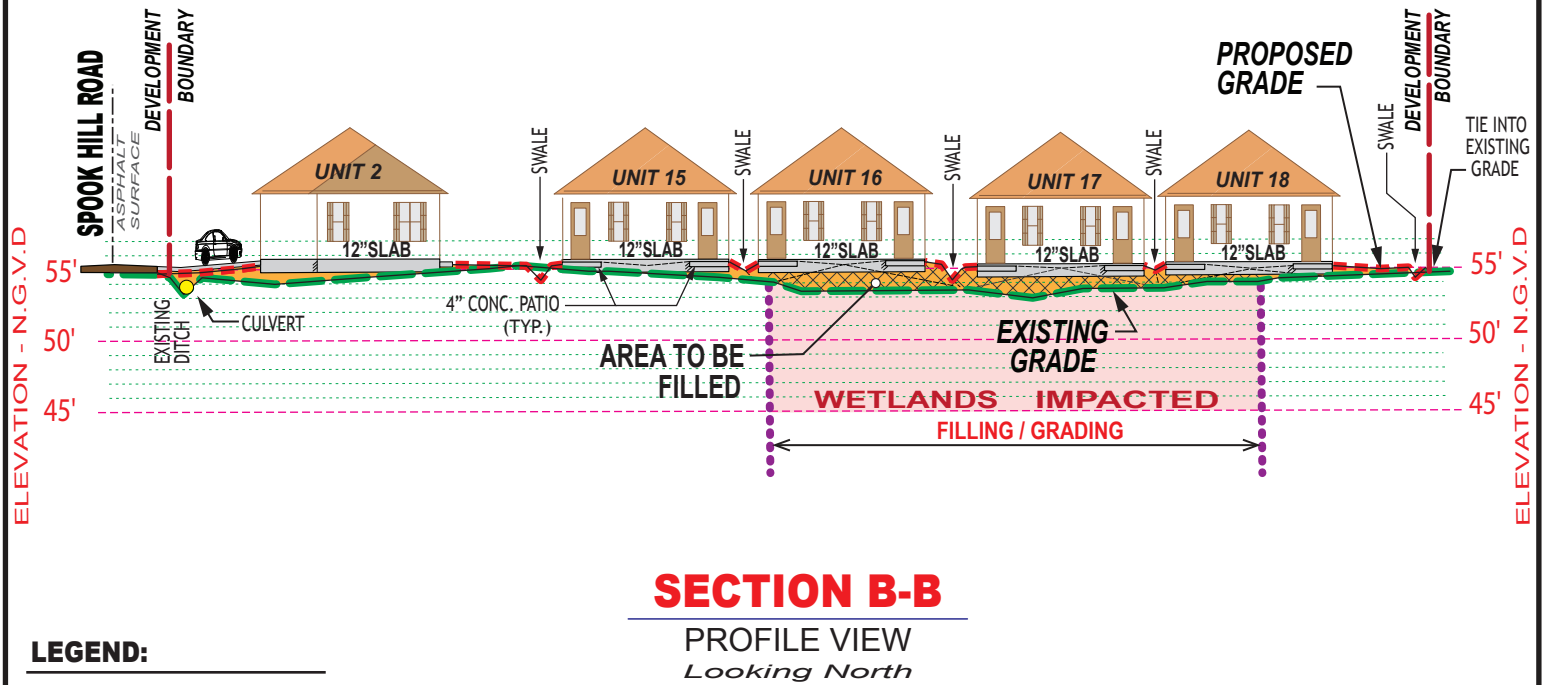 SPOOK HILL ROAD
ASPHALT
SURFACE
DEVELOPMENT
BOUNDARY
UNIT 2
12”SLAB
SWALE
UNIT 15
12”SLAB
SWALE
UNIT 16
12”SLAB
SWALE
UNIT 17
12”SLAB
SWALE
UNIT 18
12”SLAB
PROPOSED
GRADE
SWALE
DEVELOPMENT
BOUNDARY
TIE INTO
EXISTING
GRADE
ELEVATION - N.G.V.D
55'
50'
45'
EXISTING
DITCH
CULVERT
4” CONC. PATIO
(TYP.)
AREA TO BE
FILLED
EXISTING
GRADE
WETLANDS IMPACTED
FILLING / GRADING
55'
50'
45'
ELEVATION - N.G.V.D
SECTION B-B
PROFILE VIEW
Looking North
LEGEND: